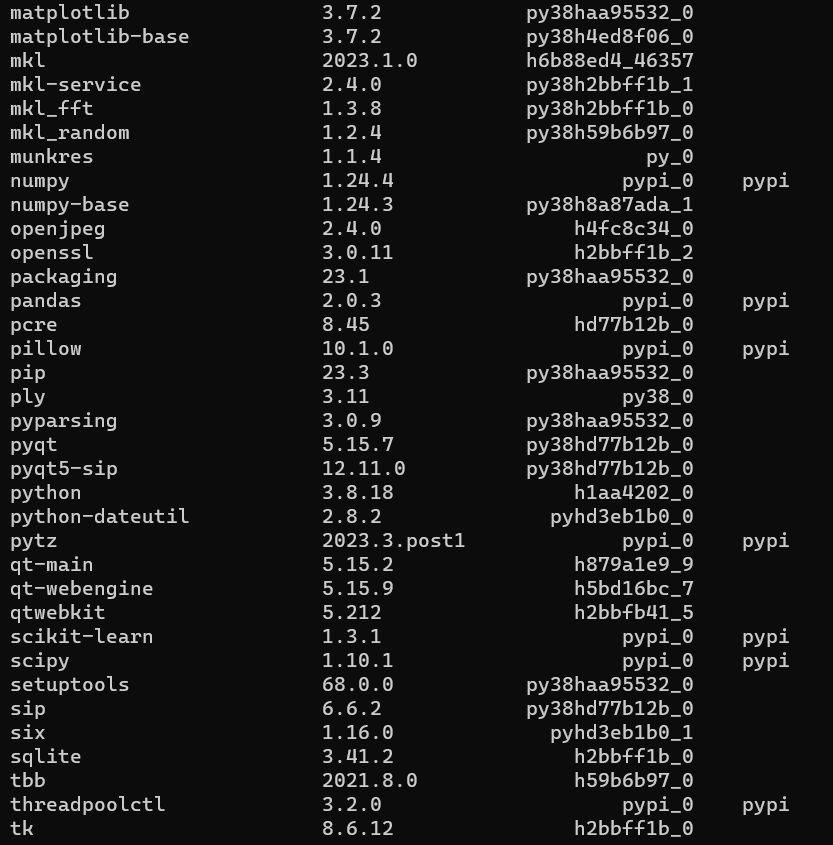 matplotlib 3.7.2 py38haa95532_0
matplotlib-base 3.7.2 py38h4ed8f06_0
mkl 2023.1.0 h6b88ed4_46357
mkl-service 2.4.0 py38h2bbff1b_1
mkl_fft 1.3.8 py38h2bbff1b_0
mkl_random 1.2.4 py38h59b6b97_0
munkres 1.1.4 py_0
numpy 1.24.4 pypi_0 pypi
numpy-base 1.24.3 py38h8a87ada_1
openjpeg 2.4.0 h4fc8c34_0
openssl 3.0.11 h2bbff1b_2
packaging 23.1 py38haa95532_0
pandas 2.0.3 pypi_0 pypi
pcre 8.45 hd77b12b_0
pillow 10.1.0 pypi_0 pypi
pip 23.3 py38haa95532_0
ply 3.11 py38_0
pyparsing 3.0.9 py38haa95532_0
pyqt 5.15.7 py38hd77b12b_0
pyqt5-sip 12.11.0 py38hd77b12b_0
python 3.8.18 h1aa4202_0
python-dateutil 2.8.2 pyhd3eb1b0_0
pytz 2023.3.post1 pypi_0 pypi
qt-main 5.15.2 h879a1e9_9
qt-webengine 5.15.9 h5bd16bc_7
qtwebkit 5.212 h2bbfb41_5
scikit-learn 1.3.1 pypi_0 pypi
scipy 1.10.1 pypi_0 pypi
setuptools 68.0.0 py38haa95532_0
sip 6.6.2 py38hd77b12b_0
six 1.16.0 pyhd3eb1b0_1
sqlite 3.41.2 h2bbff1b_0
tbb 2021.8.0 h59b6b97_0
threadpoolctl 3.2.0 pypi_0 pypi
tk 8.6.12 h2bbff1b_0